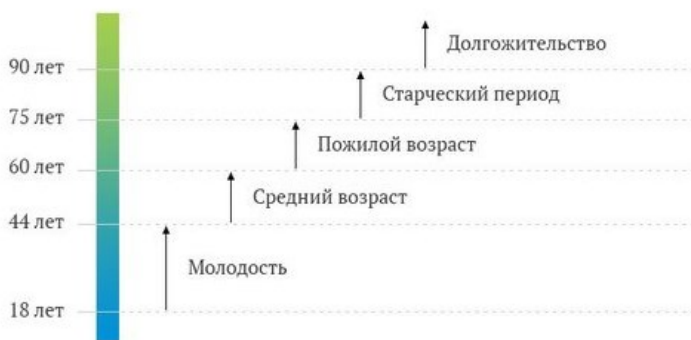 Долгожительство
90 лет
Старческий период
75 лет
Пожилой возраст
60 лет
Средний возраст
44 лет
Молодость
18 лет